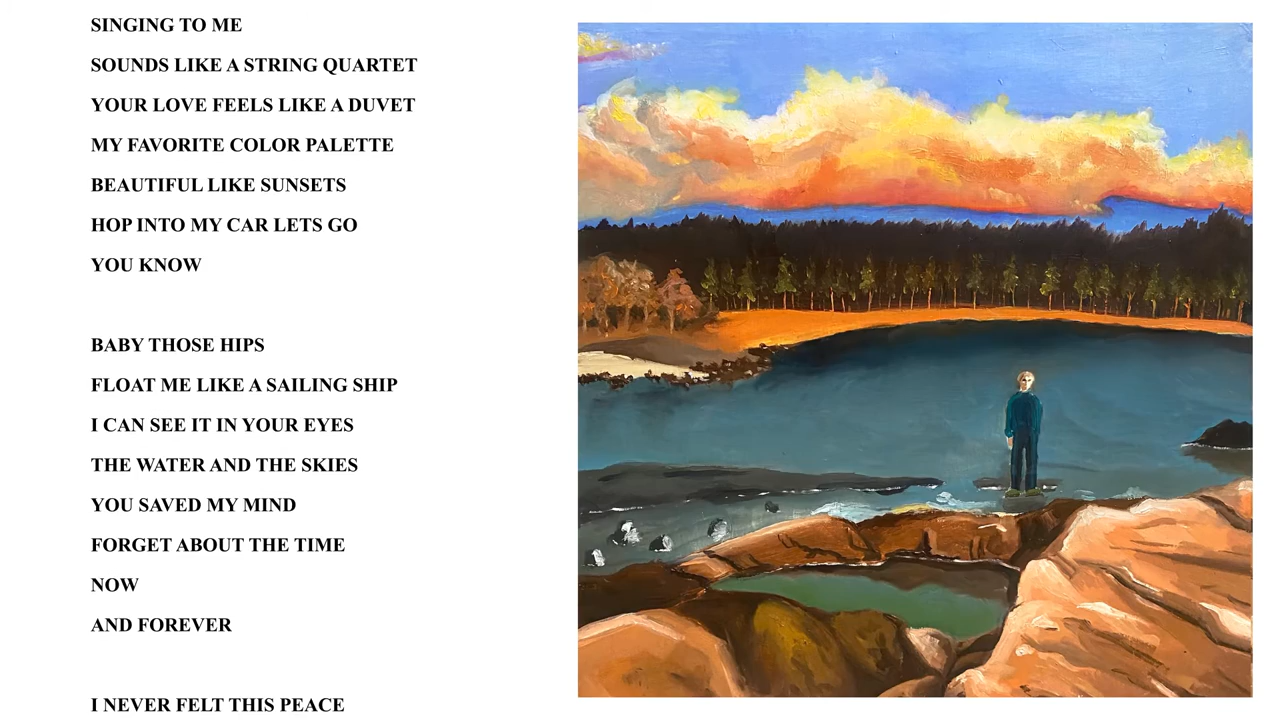 SINGING TO ME
SOUNDS LIKE A STRING QUARTET
YOUR LOVE FEELS LIKE A DUVET
MY FAVORITE COLOR PALETTE
BEAUTIFUL LIKE SUNSETS
HOP INTO MY CAR LETS GO
YOU KNOW
BABY THOSE HIPS
FLOAT ME LIKE A SAILING SHIP
I CAN SEE IT IN YOUR EYES
THE WATER AND THE SKIES
YOU SAVED MY MIND
FORGET ABOUT THE TIME
NOW
AND FOREVER
I NEVER FELT THIS PEACE